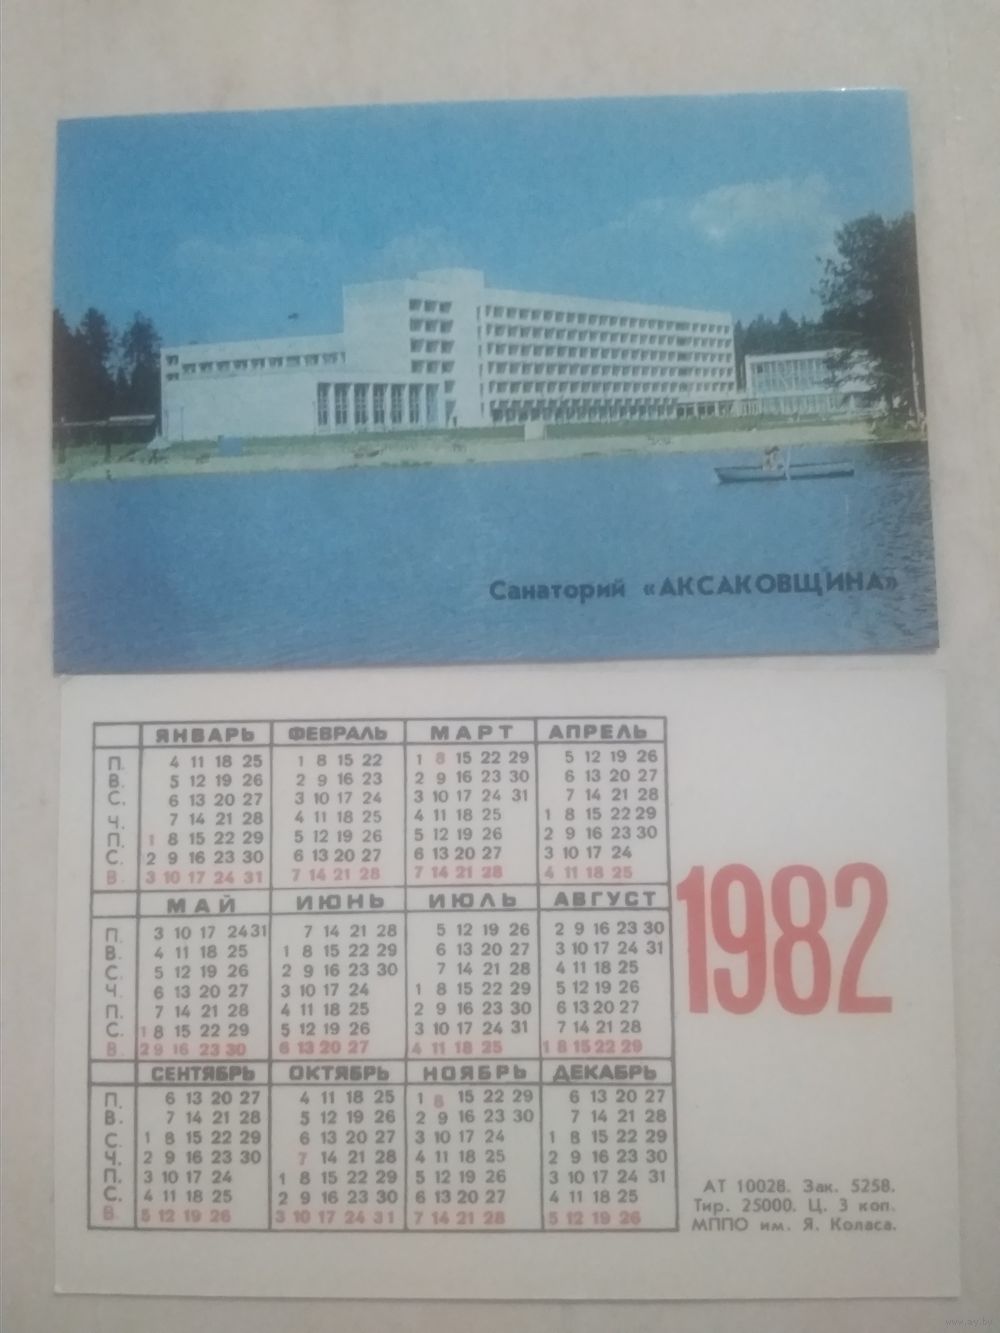 Санаторий «АКСАКОВЩИНА»
ЯНВАРЬ ФЕВРАЛЬ МАРТ АПРЕЛЬ
П. 4 11 18 25 1 8 15 22 1 8 15 22 29 5 12 19 26
В. 5 12 19 26 2 9 16 23 2 9 16 23 30 6 13 20 27
С. 6 13 20 27 3 10 17 24 3 10 17 24 31 7 14 21 28
Ч. 7 14 21 28 4 11 18 25 4 11 18 25 1 8 15 22 29
П. 1 8 15 22 29 5 12 19 26 5 12 19 26 2 9 16 23 30
С. 2 9 16 23 30 6 13 20 27 6 13 20 27 3 10 17 24
В. 3 10 17 24 31 7 14 21 28 7 14 21 28 4 11 18 25
МАЙ ИЮНЬ ИЮЛЬ АВГУСТ
П. 3 10 17 24 31 7 14 21 28 5 12 19 26 2 9 16 23 30
В. 4 11 18 25 1 8 15 22 29 6 13 20 27 3 10 17 24 31
С. 5 12 19 26 2 9 16 23 30 7 14 21 28 4 11 18 25
Ч. 6 13 20 27 3 10 17 24 1 8 15 22 29 5 12 19 26
П. 7 14 21 28 4 11 18 25 2 9 16 23 30 6 13 20 27
С. 1 8 15 22 29 5 12 19 26 3 10 17 24 31 7 14 21 28
В. 2 9 16 23 30 6 13 20 27 4 11 18 25 1 8 15 22 29
СЕНТЯБРЬ ОКТЯБРЬ НОЯБРЬ ДЕКАБРЬ
П. 6 13 20 27 4 11 18 25 1 8 15 22 29 6 13 20 27
В. 7 14 21 28 5 12 19 26 2 9 16 23 30 7 14 21 28
С. 1 8 15 22 29 6 13 20 27 3 10 17 24 1 8 15 22 29
Ч. 2 9 16 23 30 7 14 21 28 4 11 18 25 2 9 16 23 30
П. 3 10 17 24 1 8 15 22 29 5 12 19 26 3 10 17 24 31
С. 4 11 18 25 2 9 16 23 30 6 13 20 27 4 11 18 25
В. 5 12 19 26 3 10 17 24 31 7 14 21 28 5 12 19 26
1982
АТ 10028. Зак. 5258.
Тир. 25000. Ц. 3 коп.
МППО им. Я. Коласа.
www.ay.by